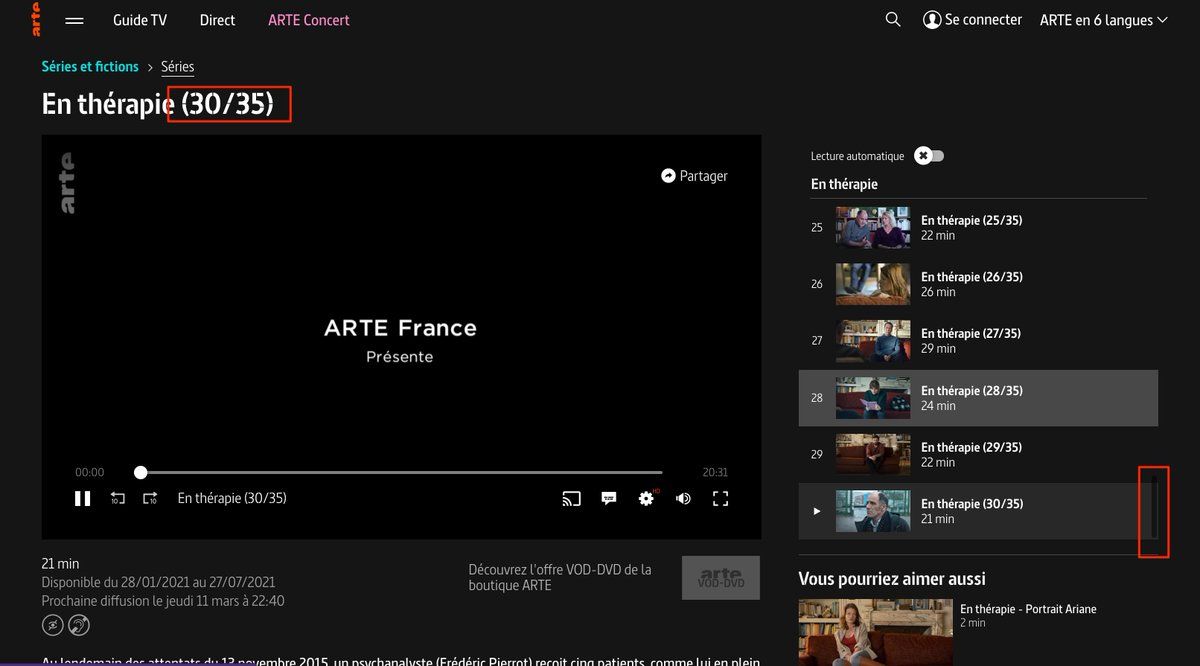 arte
Guide TV
Direct
ARTE Concert
Se connecter
ARTE en 6 langues
Séries et fictions > Séries
En thérapie (30/35)
arte
Partager
ARTE France
Présente
00:00
20:31
10
10
En thérapie (30/35)
HD
21 min
Disponible du 28/01/2021 au 27/07/2021
Prochaine diffusion le jeudi 11 mars à 22:40
Découvrez l'offre VOD-DVD de la
boutique ARTE
arte
VOD-DVD
Au lendemain des attentats du 13 novembre 2015, un psychanalyste (Frédéric Pierrot) reçoit cinq patients, comme lui en plein
Lecture automatique
En thérapie
25
En thérapie (25/35)
22 min
26
En thérapie (26/35)
26 min
27
En thérapie (27/35)
29 min
28
En thérapie (28/35)
24 min
29
En thérapie (29/35)
22 min
En thérapie (30/35)
21 min
Vous pourriez aimer aussi
En thérapie - Portrait Ariane
2 min